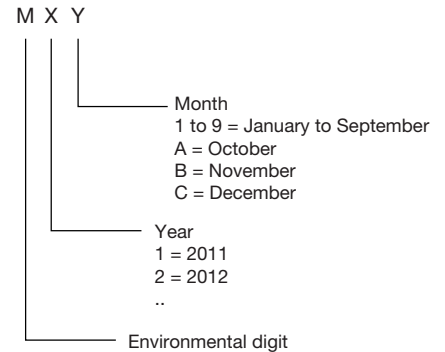 M X Y
Month
1 to 9 = January to September
A = October
B = November
C = December
Year
1 = 2011
2 = 2012
..
Environmental digit